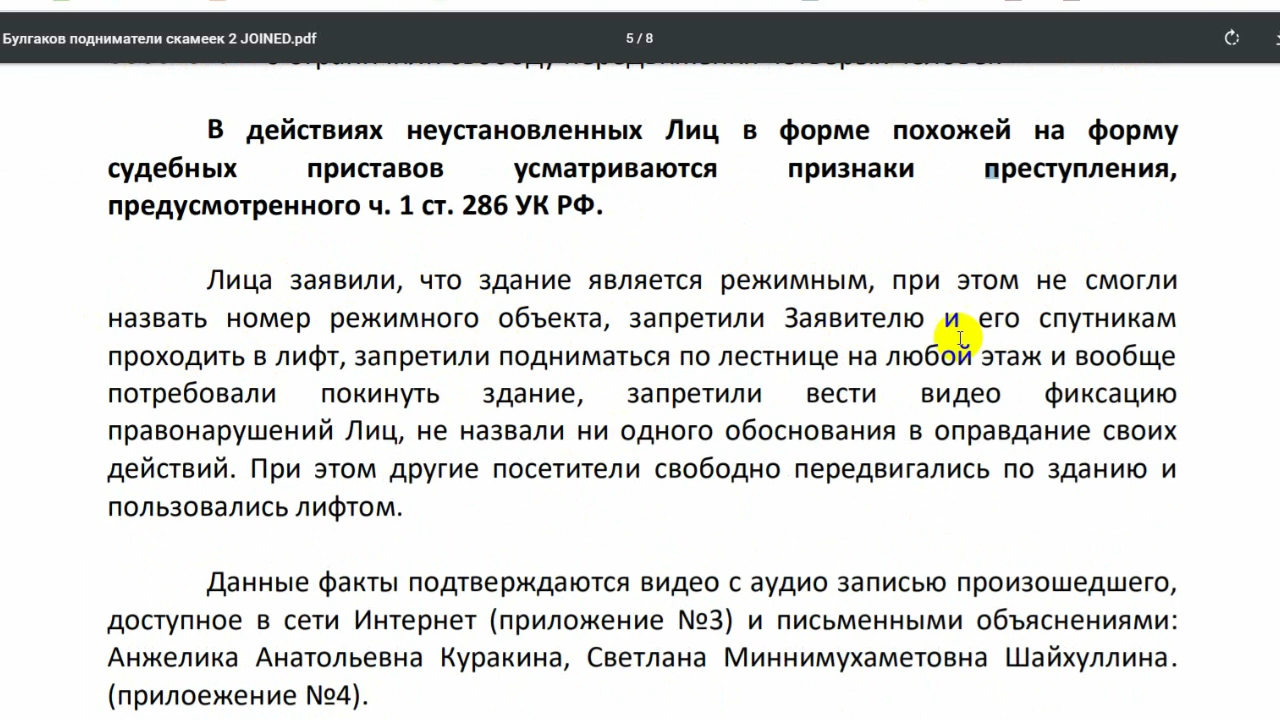 Булгаков подниматели скамеек 2 JOINED.pdf 5 / 8
В действиях неустановленных Лиц в форме похожей на форму
судебных приставов усматриваются признаки преступления,
предусмотренного ч. 1 ст. 286 УК РФ.
Лица заявили, что здание является режимным, при этом не смогли
назвать номер режимного объекта, запретили Заявителю и его спутникам
проходить в лифт, запретили подниматься по лестнице на любой этаж и вообще
потребовали покинуть здание, запретили вести видео фиксацию
правонарушений Лиц, не назвали ни одного обоснования в оправдание своих
действий. При этом другие посетители свободно передвигались по зданию и
пользовались лифтом.
Данные факты подтверждаются видео с аудио записью произошедшего,
доступное в сети Интернет (приложение №3) и письменными объяснениями:
Анжелика Анатольевна Куракина, Светлана Миннимухаметовна Шайхуллина.
(прилоежение №4).